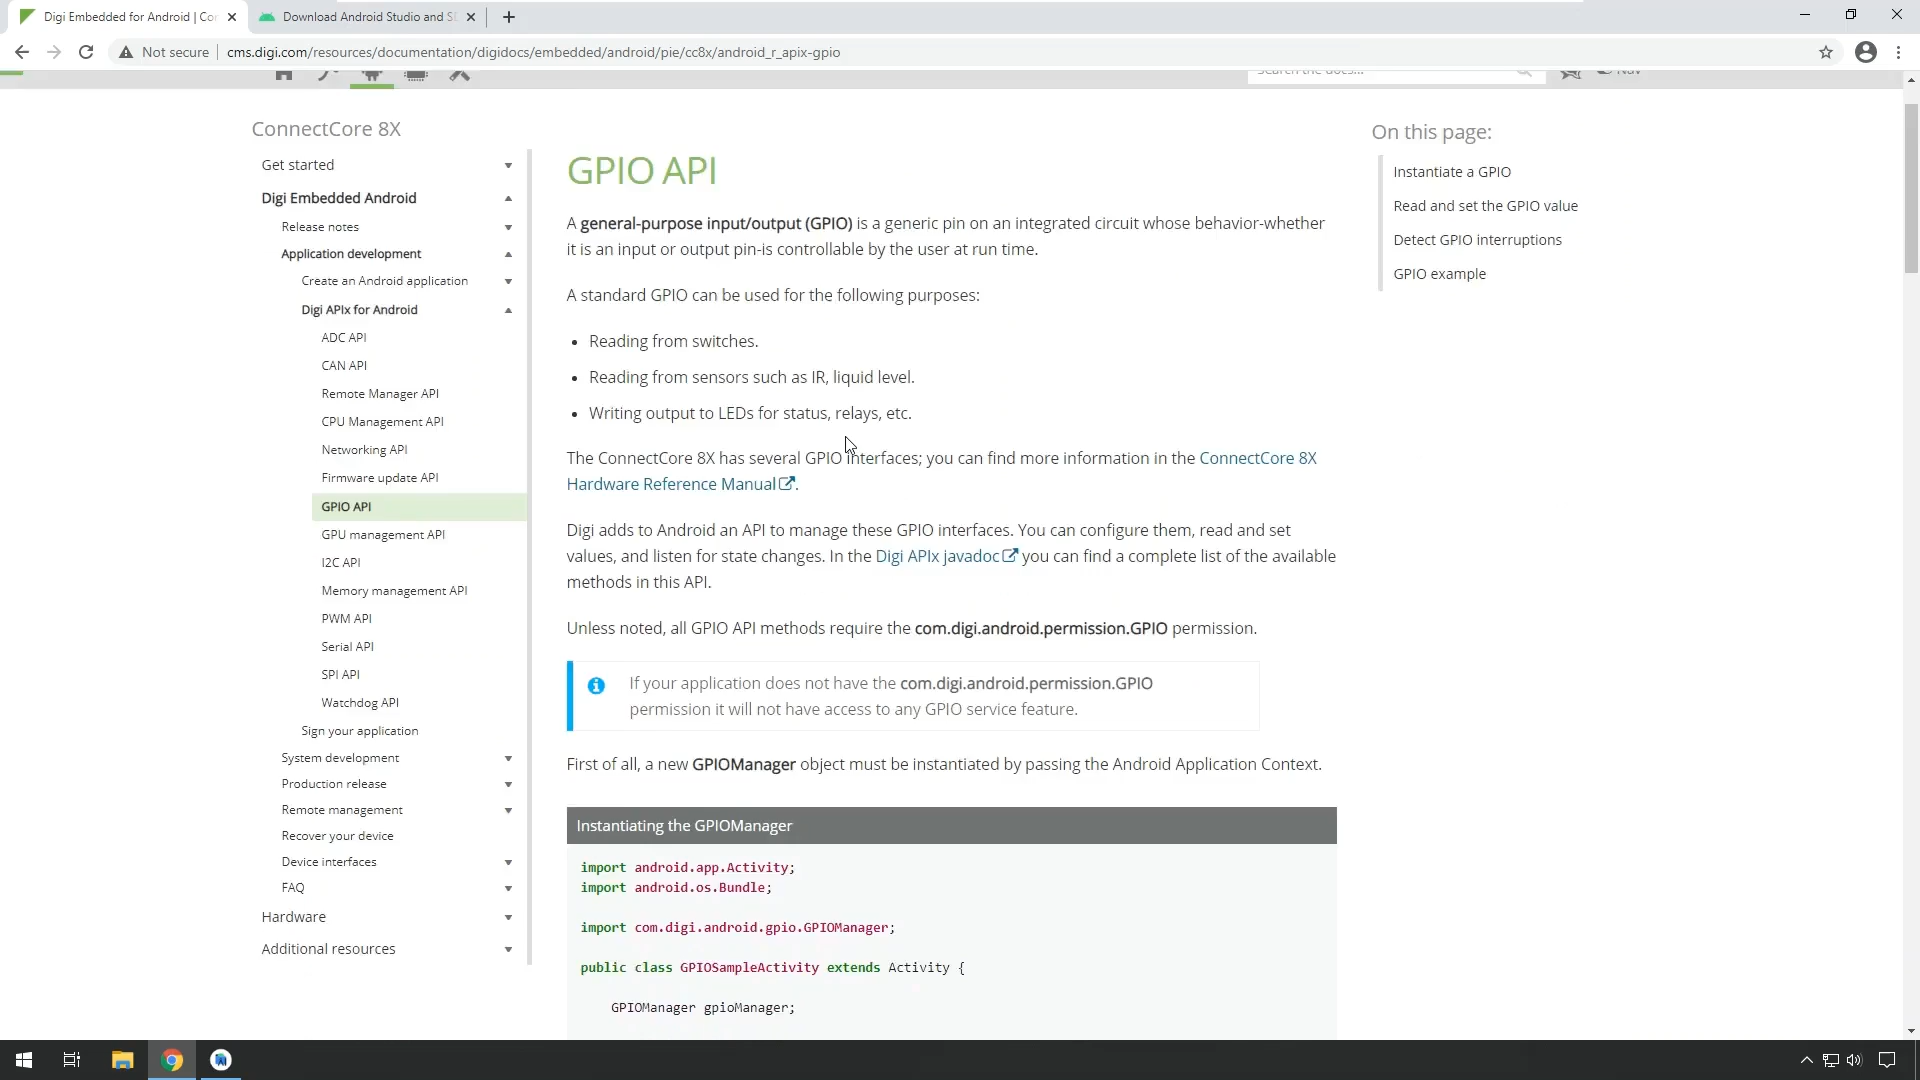 Digi Embedded for Android | Co
Download Android Studio and S
Not secure
cms.digi.com/resources/documentation/digidocs/embedded/android/pie/cc8x/android_r_apix-gpio
Search the docs...
Nav
ConnectCore 8X
Get started
Digi Embedded Android
Release notes
Application development
Create an Android application
Digi APIx for Android
ADC API
CAN API
Remote Manager API
CPU Management API
Networking API
Firmware update API
GPIO API
GPU management API
I2C API
Memory management API
PWM API
Serial API
SPI API
Watchdog API
Sign your application
System development
Production release
Remote management
Recover your device
Device interfaces
FAQ
Hardware
Additional resources
GPIO API
A general-purpose input/output (GPIO) is a generic pin on an integrated circuit whose behavior-whether
it is an input or output pin-is controllable by the user at run time.
A standard GPIO can be used for the following purposes:
• Reading from switches.
• Reading from sensors such as IR, liquid level.
• Writing output to LEDs for status, relays, etc.
The ConnectCore 8X has several GPIO interfaces; you can find more information in the ConnectCore 8X
Hardware Reference Manual.
Digi adds to Android an API to manage these GPIO interfaces. You can configure them, read and set
values, and listen for state changes. In the Digi APIx javadoc you can find a complete list of the available
methods in this API.
Unless noted, all GPIO API methods require the com.digi.android.permission.GPIO permission.
If your application does not have the com.digi.android.permission.GPIO
permission it will not have access to any GPIO service feature.
First of all, a new GPIOManager object must be instantiated by passing the Android Application Context.
Instantiating the GPIOManager
import android.app.Activity;
import android.os.Bundle;
import com.digi.android.gpio.GPIOManager;
public class GPIOSampleActivity extends Activity {
GPIOManager gpioManager;
On this page:
Instantiate a GPIO
Read and set the GPIO value
Detect GPIO interruptions
GPIO example